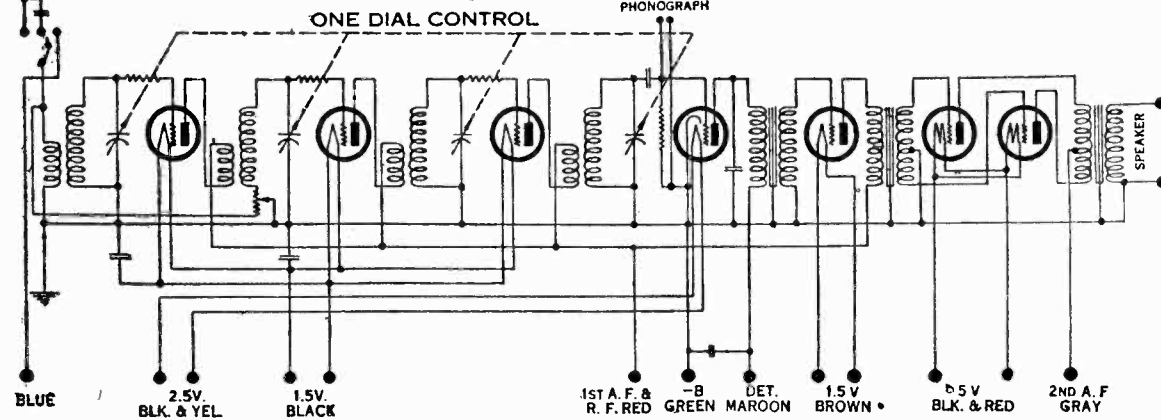 PHONOGRAPH
ONE DIAL CONTROL
SPEAKER
BLUE
2.5V.
BLK. & YEL.
1.5V.
BLACK
1ST A. F. &
R. F. RED
-B
GREEN
DET.
MAROON
1.5 V
BROWN
5 V
BLK. & RED
2ND A. F
GRAY